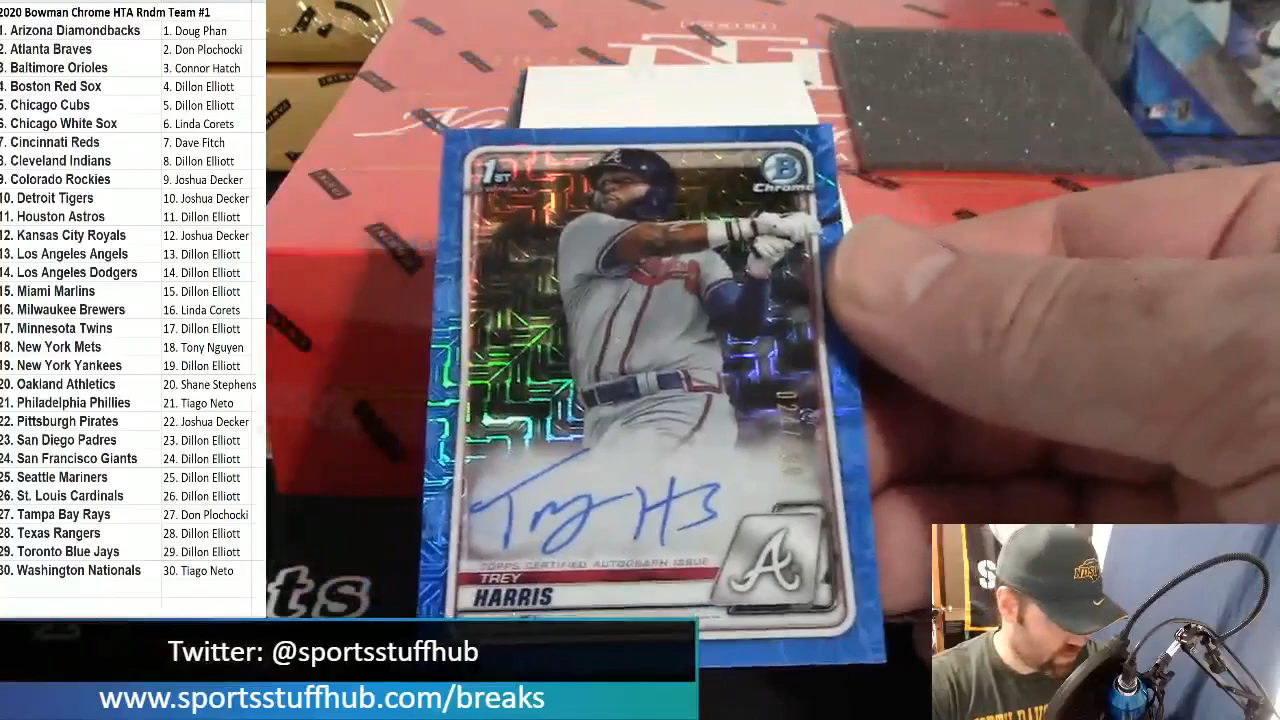 2020 Bowman Chrome HTA Rndm Team #1
1. Arizona Diamondbacks 1. Doug Phan
2. Atlanta Braves 2. Don Plochocki
3. Baltimore Orioles 3. Connor Hatch
4. Boston Red Sox 4. Dillon Elliott
5. Chicago Cubs 5. Dillon Elliott
6. Chicago White Sox 6. Linda Corets
7. Cincinnati Reds 7. Dave Fitch
8. Cleveland Indians 8. Dillon Elliott
9. Colorado Rockies 9. Joshua Decker
10. Detroit Tigers 10. Joshua Decker
11. Houston Astros 11. Dillon Elliott
12. Kansas City Royals 12. Joshua Decker
13. Los Angeles Angels 13. Dillon Elliott
14. Los Angeles Dodgers 14. Dillon Elliott
15. Miami Marlins 15. Dillon Elliott
16. Milwaukee Brewers 16. Linda Corets
17. Minnesota Twins 17. Dillon Elliott
18. New York Mets 18. Tony Nguyen
19. New York Yankees 19. Dillon Elliott
20. Oakland Athletics 20. Shane Stephens
21. Philadelphia Phillies 21. Tiago Neto
22. Pittsburgh Pirates 22. Joshua Decker
23. San Diego Padres 23. Dillon Elliott
24. San Francisco Giants 24. Dillon Elliott
25. Seattle Mariners 25. Dillon Elliott
26. St. Louis Cardinals 26. Dillon Elliott
27. Tampa Bay Rays 27. Don Plochocki
28. Texas Rangers 28. Dillon Elliott
29. Toronto Blue Jays 29. Dillon Elliott
30. Washington Nationals 30. Tiago Neto
1ST
BOWMAN
B
Chrome
A
Trey H3
TOPPS CERTIFIED AUTOGRAPH ISSUE
TREY
HARRIS
A
NDSU
ts
Twitter: @sportsstuffhub
www.sportsstuffhub.com/breaks